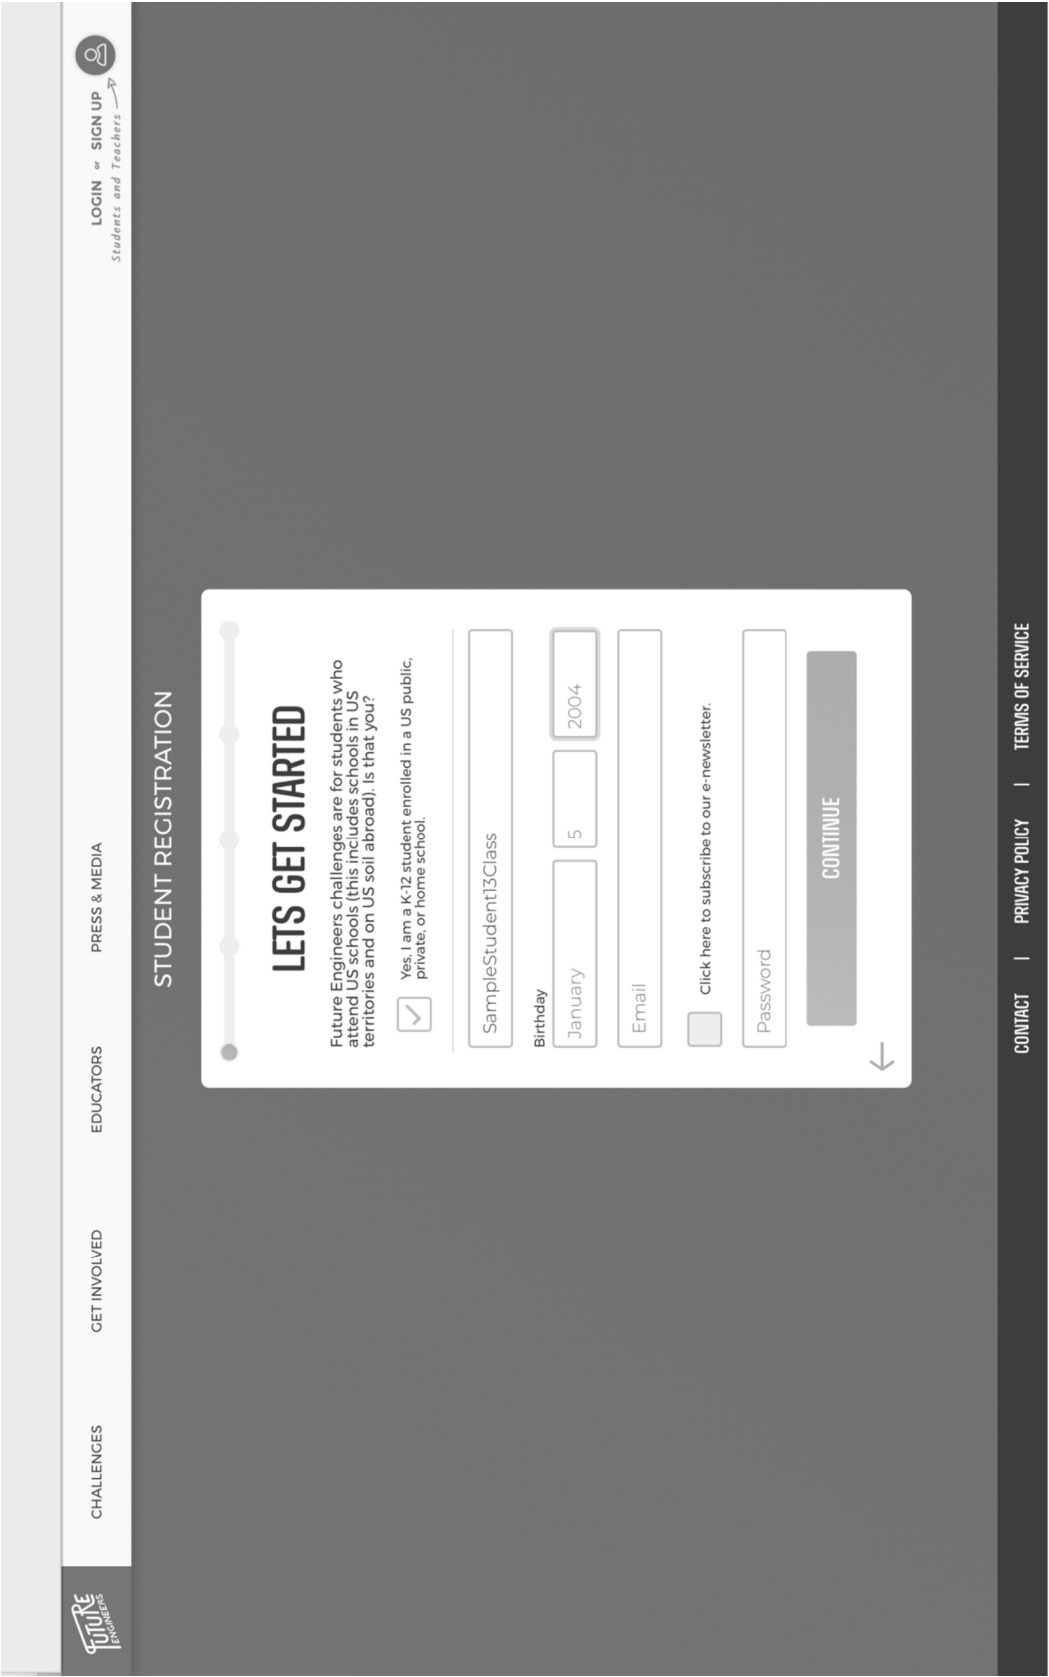 FUTURE
ENGINEERS
CHALLENGES
GET INVOLVED
EDUCATORS
PRESS & MEDIA
LOGIN or SIGN UP
Students and Teachers
STUDENT REGISTRATION
LETS GET STARTED
Future Engineers challenges are for students who
attend US schools (this includes schools in US
territories and on US soil abroad). Is that you?
Yes, I am a K-12 student enrolled in a US public,
private, or home school.
SampleStudent13Class
Birthday
January 5 2004
Email
Click here to subscribe to our e-newsletter.
Password
CONTINUE
CONTACT | PRIVACY POLICY | TERMS OF SERVICE